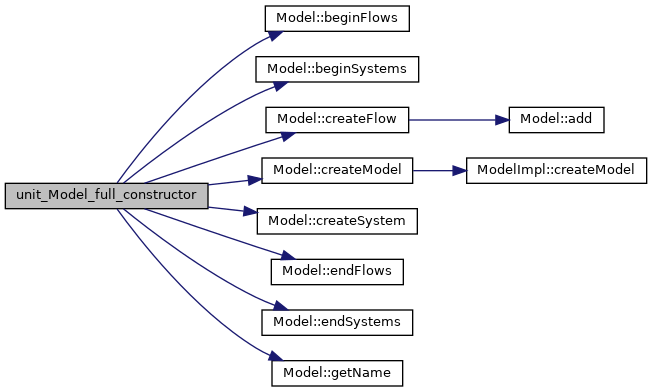 Model::beginFlows
Model::beginSystems
Model::createFlow
Model::add
Model::createModel
ModelImpl::createModel
unit_Model_full_constructor
Model::createSystem
Model::endFlows
Model::endSystems
Model::getName